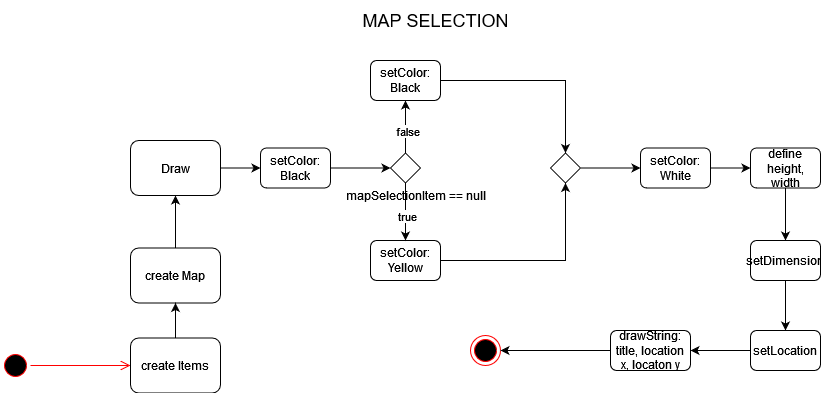 MAP SELECTION
create Items
create Map
Draw
setColor:
Black
mapSelectionItem == null
false
setColor:
Black
true
setColor:
Yellow
setColor:
White
define
height,
width
setDimension
setLocation
drawString:
title, location
x, locaton y